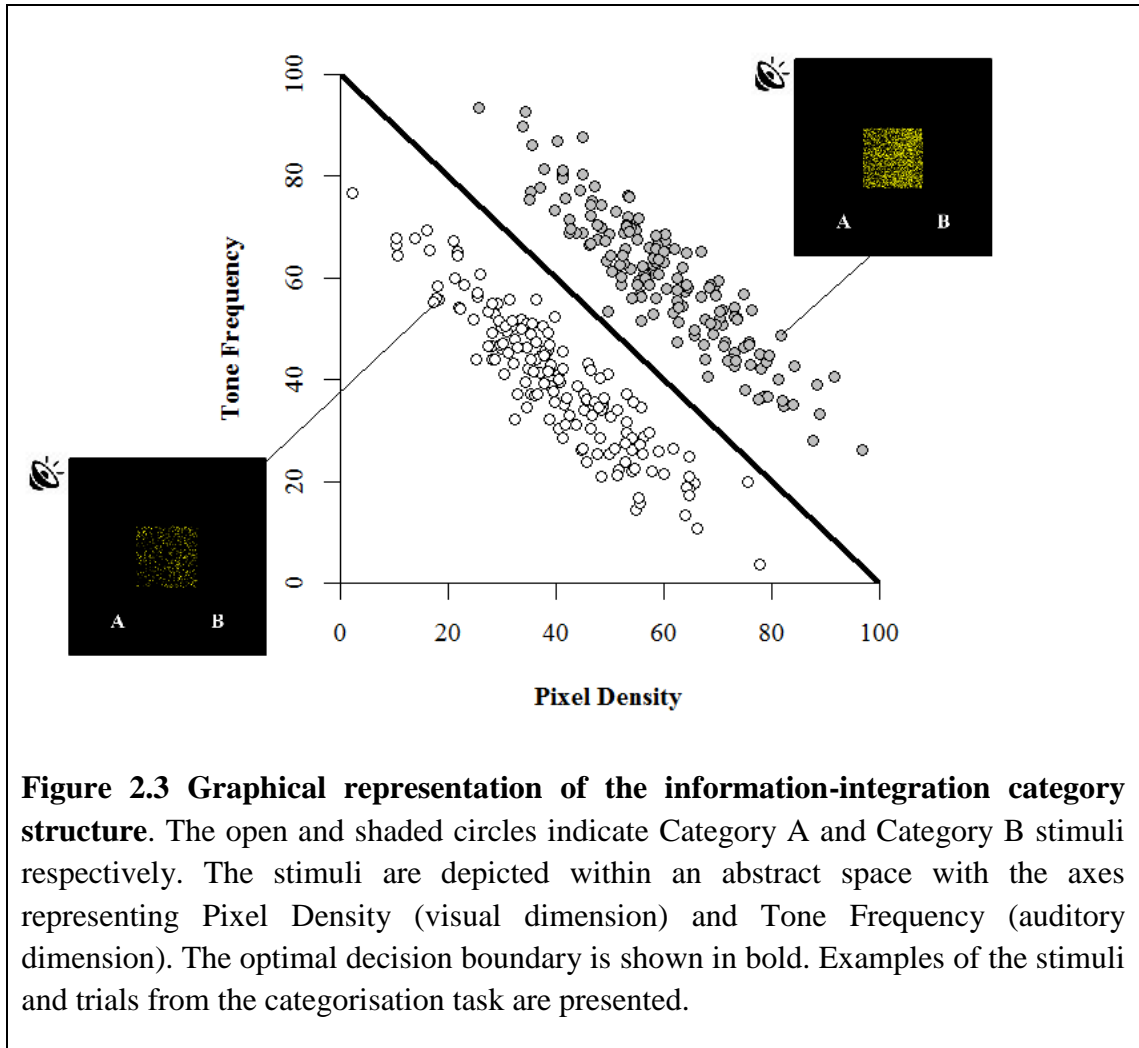 100
80
60
40
20
0
Tone Frequency
A B
A B
0 20 40 60 80 100
Pixel Density
Figure 2.3 Graphical representation of the information-integration category
structure. The open and shaded circles indicate Category A and Category B stimuli
respectively. The stimuli are depicted within an abstract space with the axes
representing Pixel Density (visual dimension) and Tone Frequency (auditory
dimension). The optimal decision boundary is shown in bold. Examples of the stimuli
and trials from the categorisation task are presented.